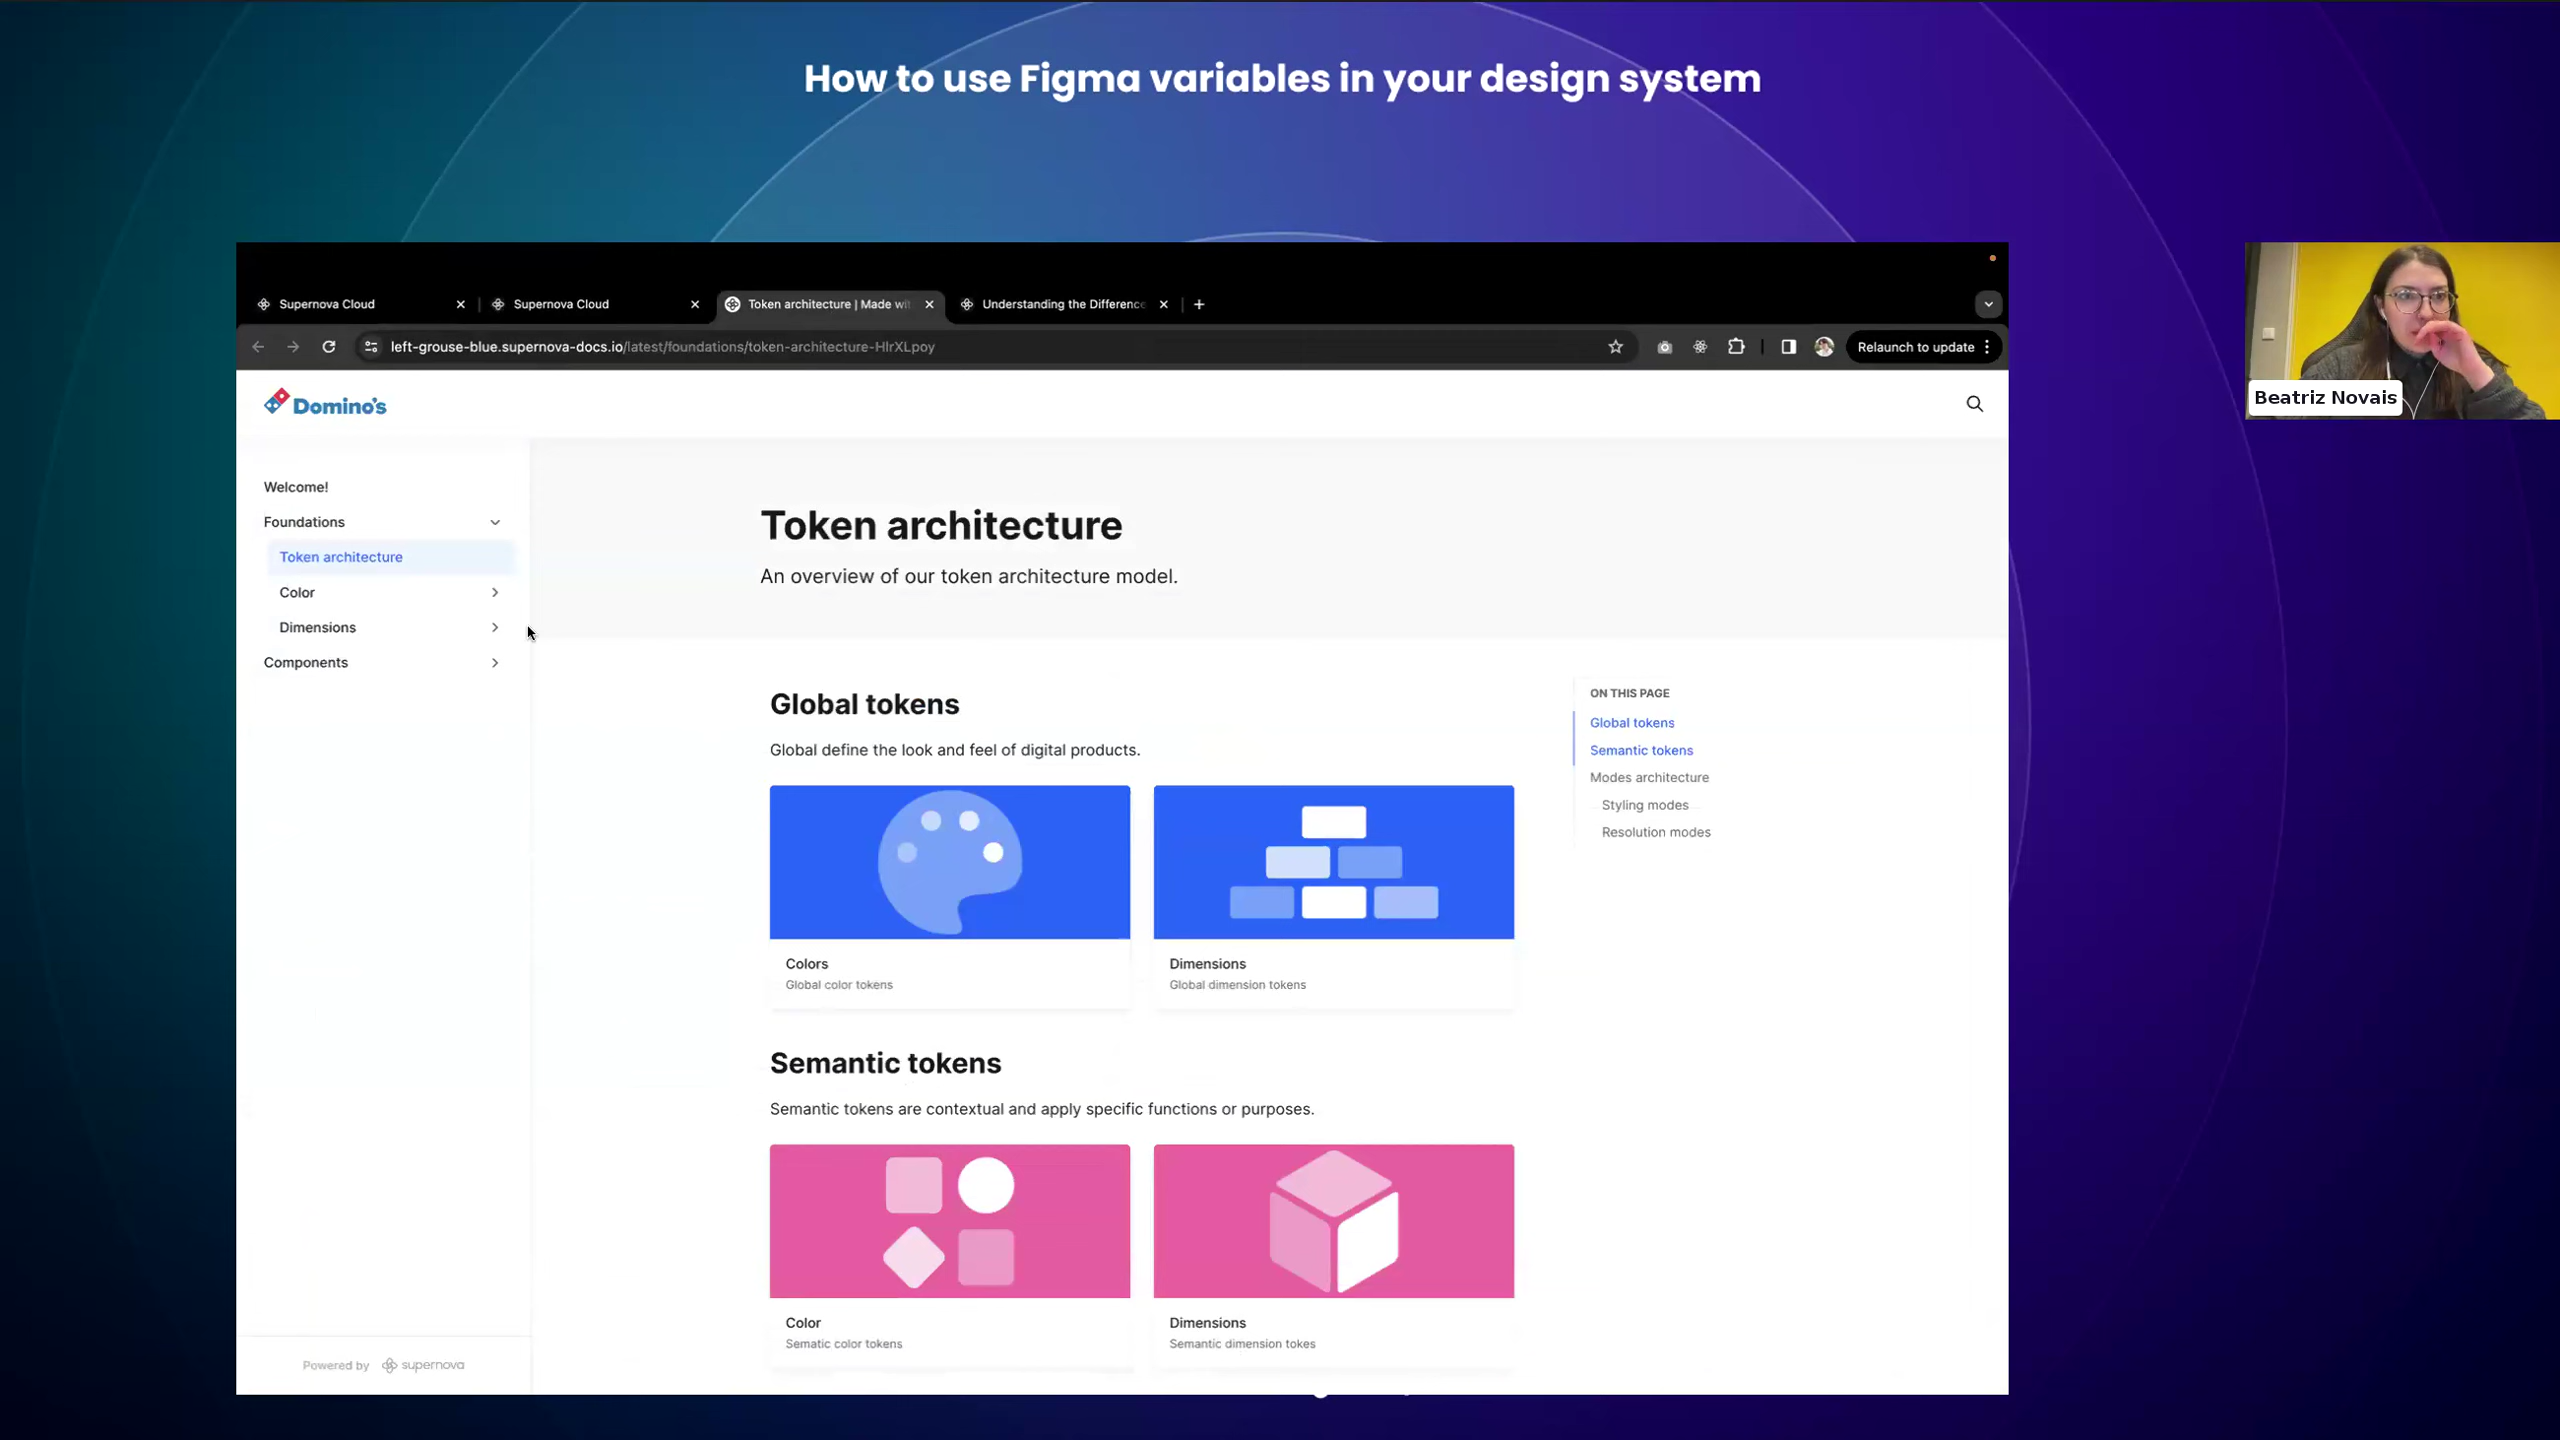 How to use Figma variables in your design system
Supernova Cloud
Supernova Cloud
Token architecture | Made wi
Understanding the Difference
left-grouse-blue.supernova-docs.io/latest/foundations/token-architecture-HlrXLpoy
Relaunch to update
Beatriz Novais
Domino's
Welcome!
Foundations
Token architecture
Color
Dimensions
Components
Token architecture
An overview of our token architecture model.
Global tokens
Global define the look and feel of digital products.
Colors
Global color tokens
Dimensions
Global dimension tokens
Semantic tokens
Semantic tokens are contextual and apply specific functions or purposes.
Color
Sematic color tokens
Dimensions
Semantic dimension tokes
ON THIS PAGE
Global tokens
Semantic tokens
Modes architecture
Styling modes
Resolution modes
Powered by supernova